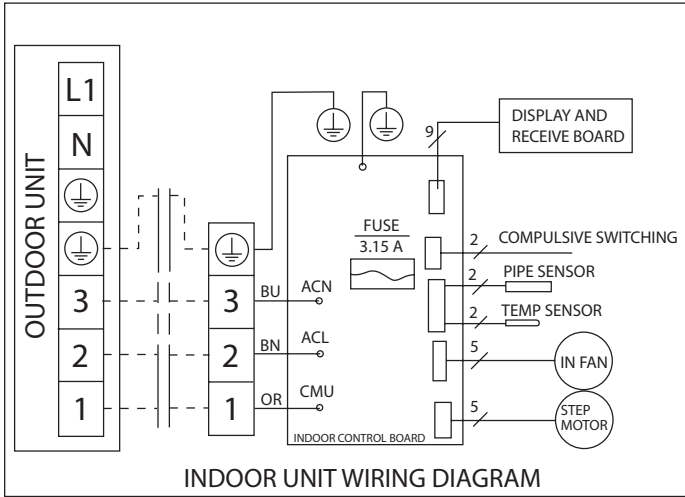 OUTDOOR UNIT
L1
N
3
2
1
3
2
1
BU
BN
OR
ACN
ACL
CMU
FUSE
3.15 A
INDOOR CONTROL BOARD
9
DISPLAY AND
RECEIVE BOARD
2
COMPULSIVE SWITCHING
2
PIPE SENSOR
2
TEMP SENSOR
5
IN FAN
5
STEP
MOTOR
INDOOR UNIT WIRING DIAGRAM